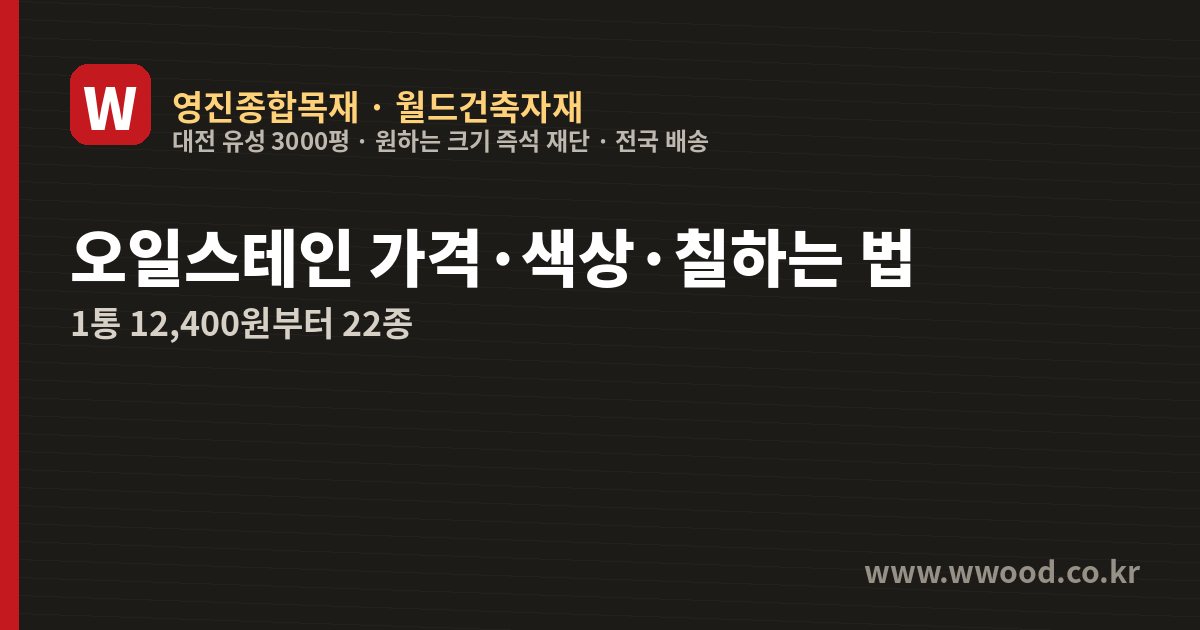 W
영진종합목재 · 월드건축자재
대전 유성 3000평 · 원하는 크기 즉석 재단 · 전국 배송
오일스테인 가격·색상·칠하는 법
1통 12,400원부터 22종
www.wwood.co.kr